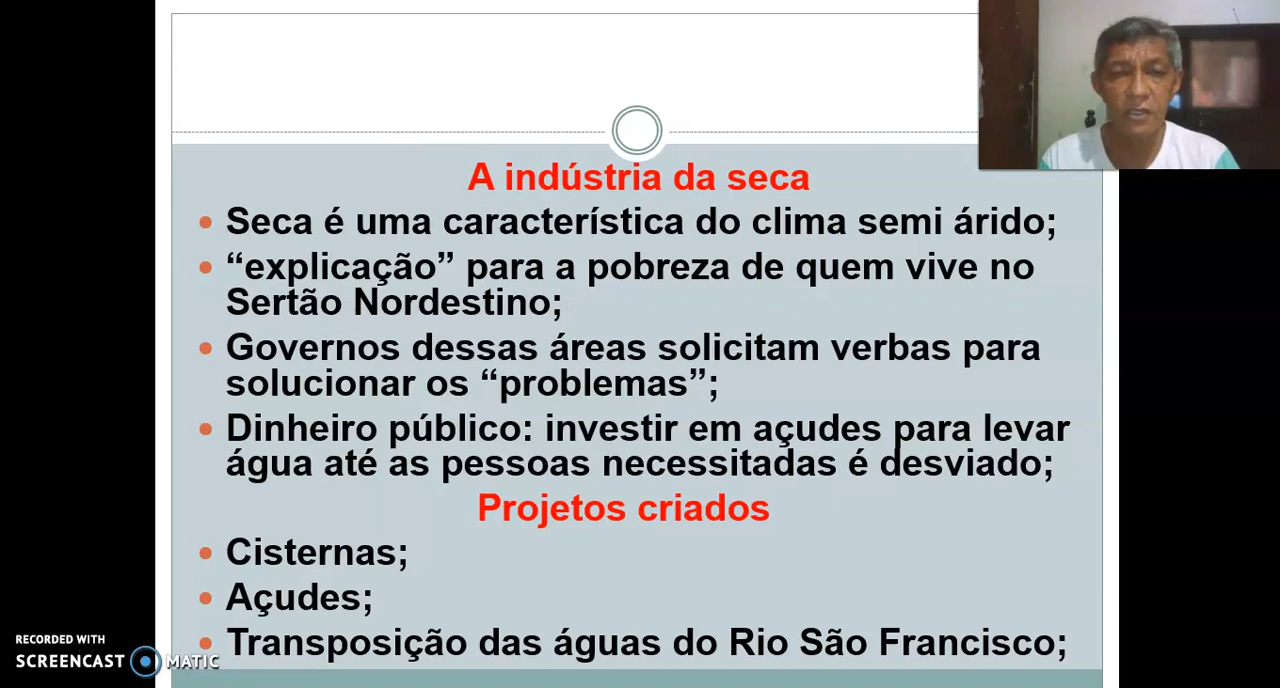 A indústria da seca
Seca é uma característica do clima semi árido;
“explicação” para a pobreza de quem vive no
Sertão Nordestino;
Governos dessas áreas solicitam verbas para
solucionar os “problemas”;
Dinheiro público: investir em açudes para levar
água até as pessoas necessitadas é desviado;
Projetos criados
Cisternas;
Açudes;
Transposição das águas do Rio São Francisco;
RECORDED WITH
SCREENCAST MATIC